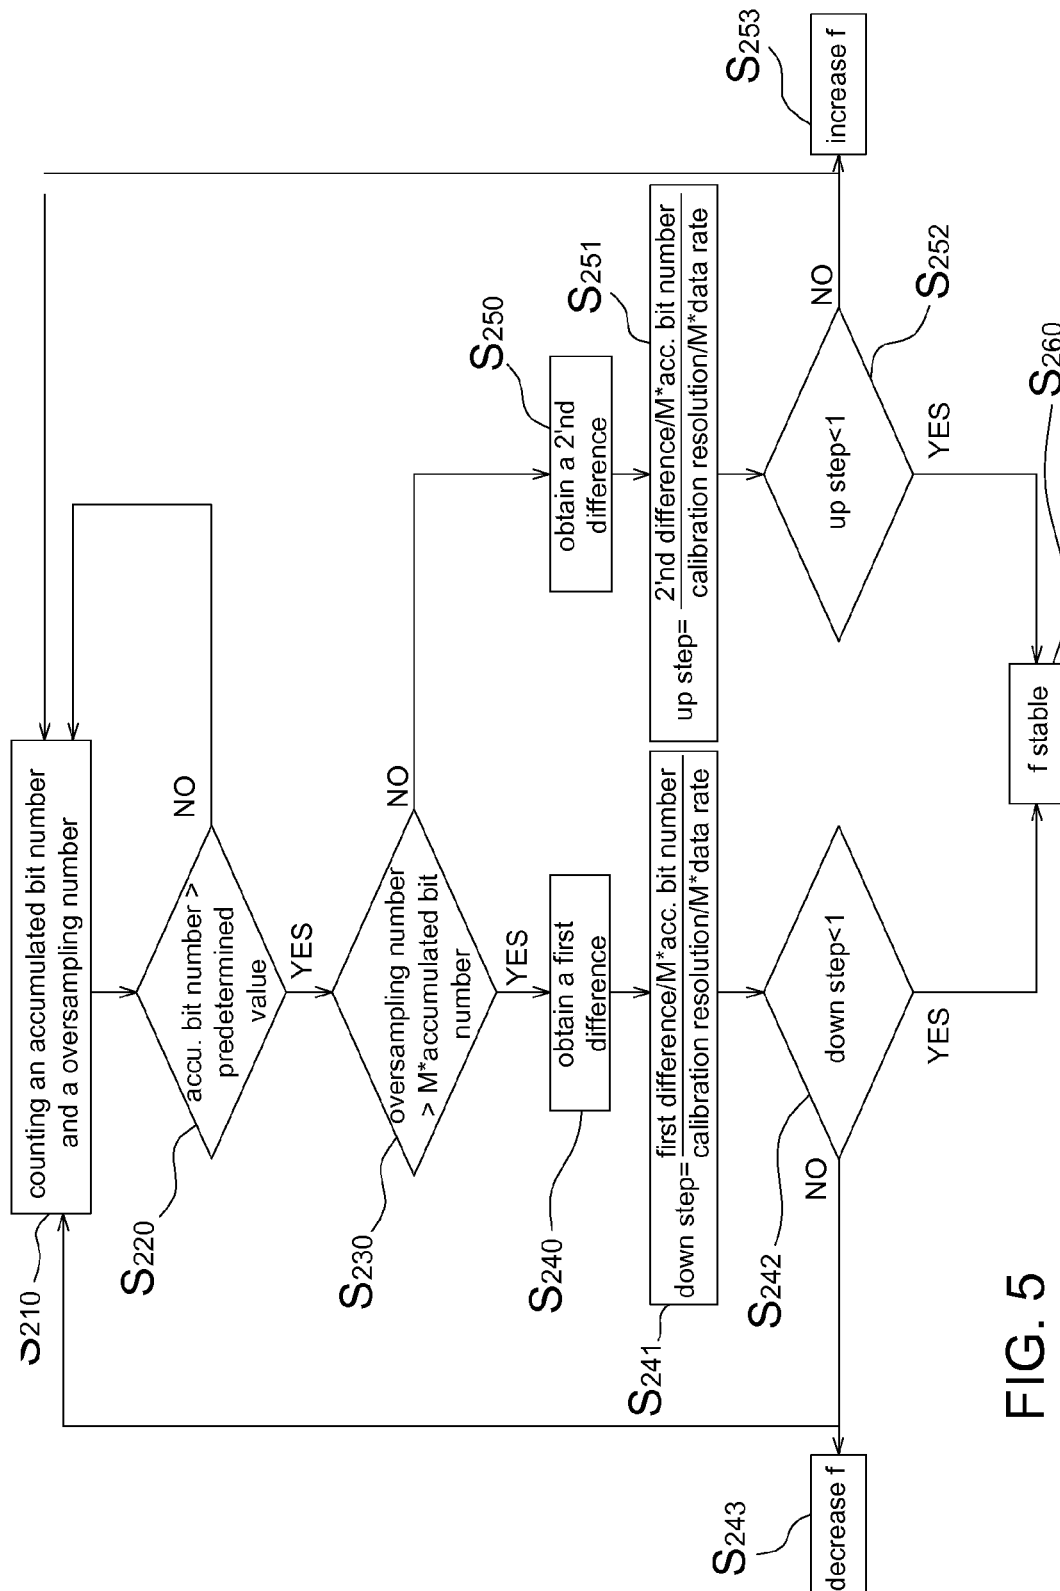 S210
counting an accumulated bit number
and a oversampling number
S220
accu. bit number >
predetermined
value
NO
YES
S230
oversampling number
> M*accumulated bit
number
NO
YES
S240
obtain a first
difference
S250
obtain a 2'nd
difference
S241
down step= first difference/M*acc. bit number
calibration resolution/M*data rate
S251
up step= 2'nd difference/M*acc. bit number
calibration resolution/M*data rate
S242
down step<1
NO
YES
S252
up step<1
NO
YES
S243
decrease f
S253
increase f
S260
f stable
FIG. 5